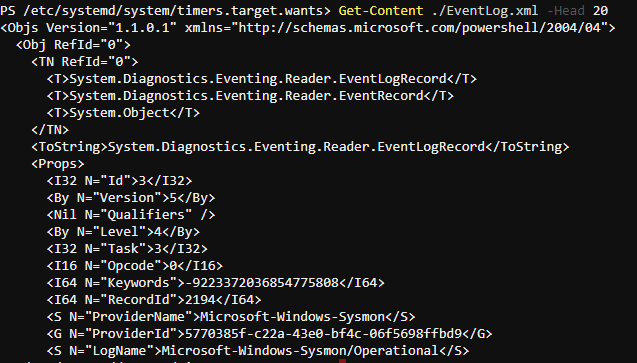 PS /etc/systemd/system/timers.target.wants> Get-Content ./EventLog.xml -Head 20
<Objs Version="1.1.0.1" xmlns="http://schemas.microsoft.com/powershell/2004/04">
  <Obj RefId="0">
    <TN RefId="0">
      <T>System.Diagnostics.Eventing.Reader.EventLogRecord</T>
      <T>System.Diagnostics.Eventing.Reader.EventRecord</T>
      <T>System.Object</T>
    </TN>
    <ToString>System.Diagnostics.Eventing.Reader.EventLogRecord</ToString>
    <Props>
      <I32 N="Id">3</I32>
      <By N="Version">5</By>
      <Nil N="Qualifiers" />
      <By N="Level">4</By>
      <I32 N="Task">3</I32>
      <I16 N="Opcode">0</I16>
      <I64 N="Keywords">-9223372036854775808</I64>
      <I64 N="RecordId">2194</I64>
      <S N="ProviderName">Microsoft-Windows-Sysmon</S>
      <G N="ProviderId">5770385f-c22a-43e0-bf4c-06f5698ffbd9</G>
      <S N="LogName">Microsoft-Windows-Sysmon/Operational</S>